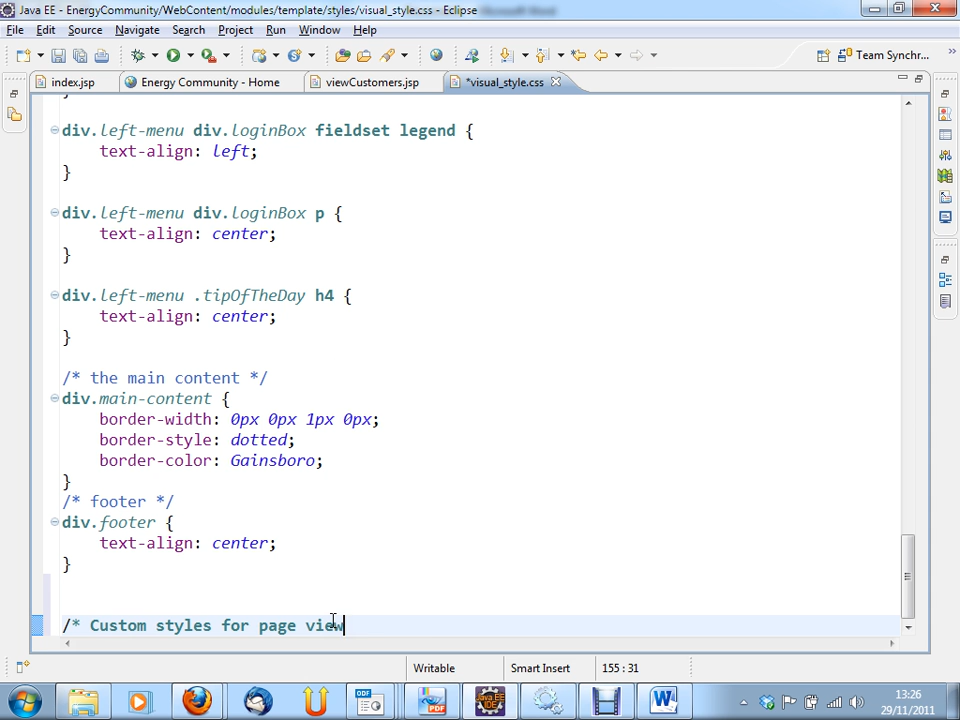 Java EE - EnergyCommunity/WebContent/modules/template/styles/visual_style.css - Eclipse
File Edit Source Navigate Search Project Run Window Help
Team Synchr...
index.jsp Energy Community - Home viewCustomers.jsp *visual_style.css
}
div.left-menu div.loginBox fieldset legend {
text-align: left;
}
div.left-menu div.loginBox p {
text-align: center;
}
div.left-menu .tipOfTheDay h4 {
text-align: center;
}
/* the main content */
div.main-content {
border-width: 0px 0px 1px 0px;
border-style: dotted;
border-color: Gainsboro;
}
/* footer */
div.footer {
text-align: center;
}
/* Custom styles for page view
Writable Smart Insert 155 : 31
13:26
29/11/2011